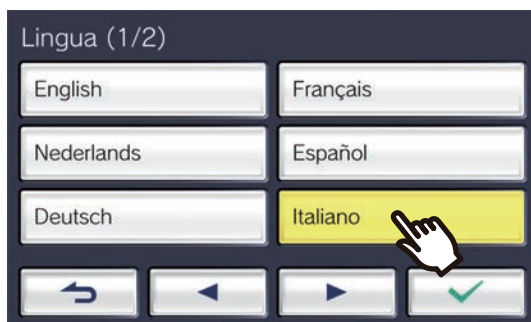 Lingua (1/2)
English
Français
Nederlands
Español
Deutsch
Italiano